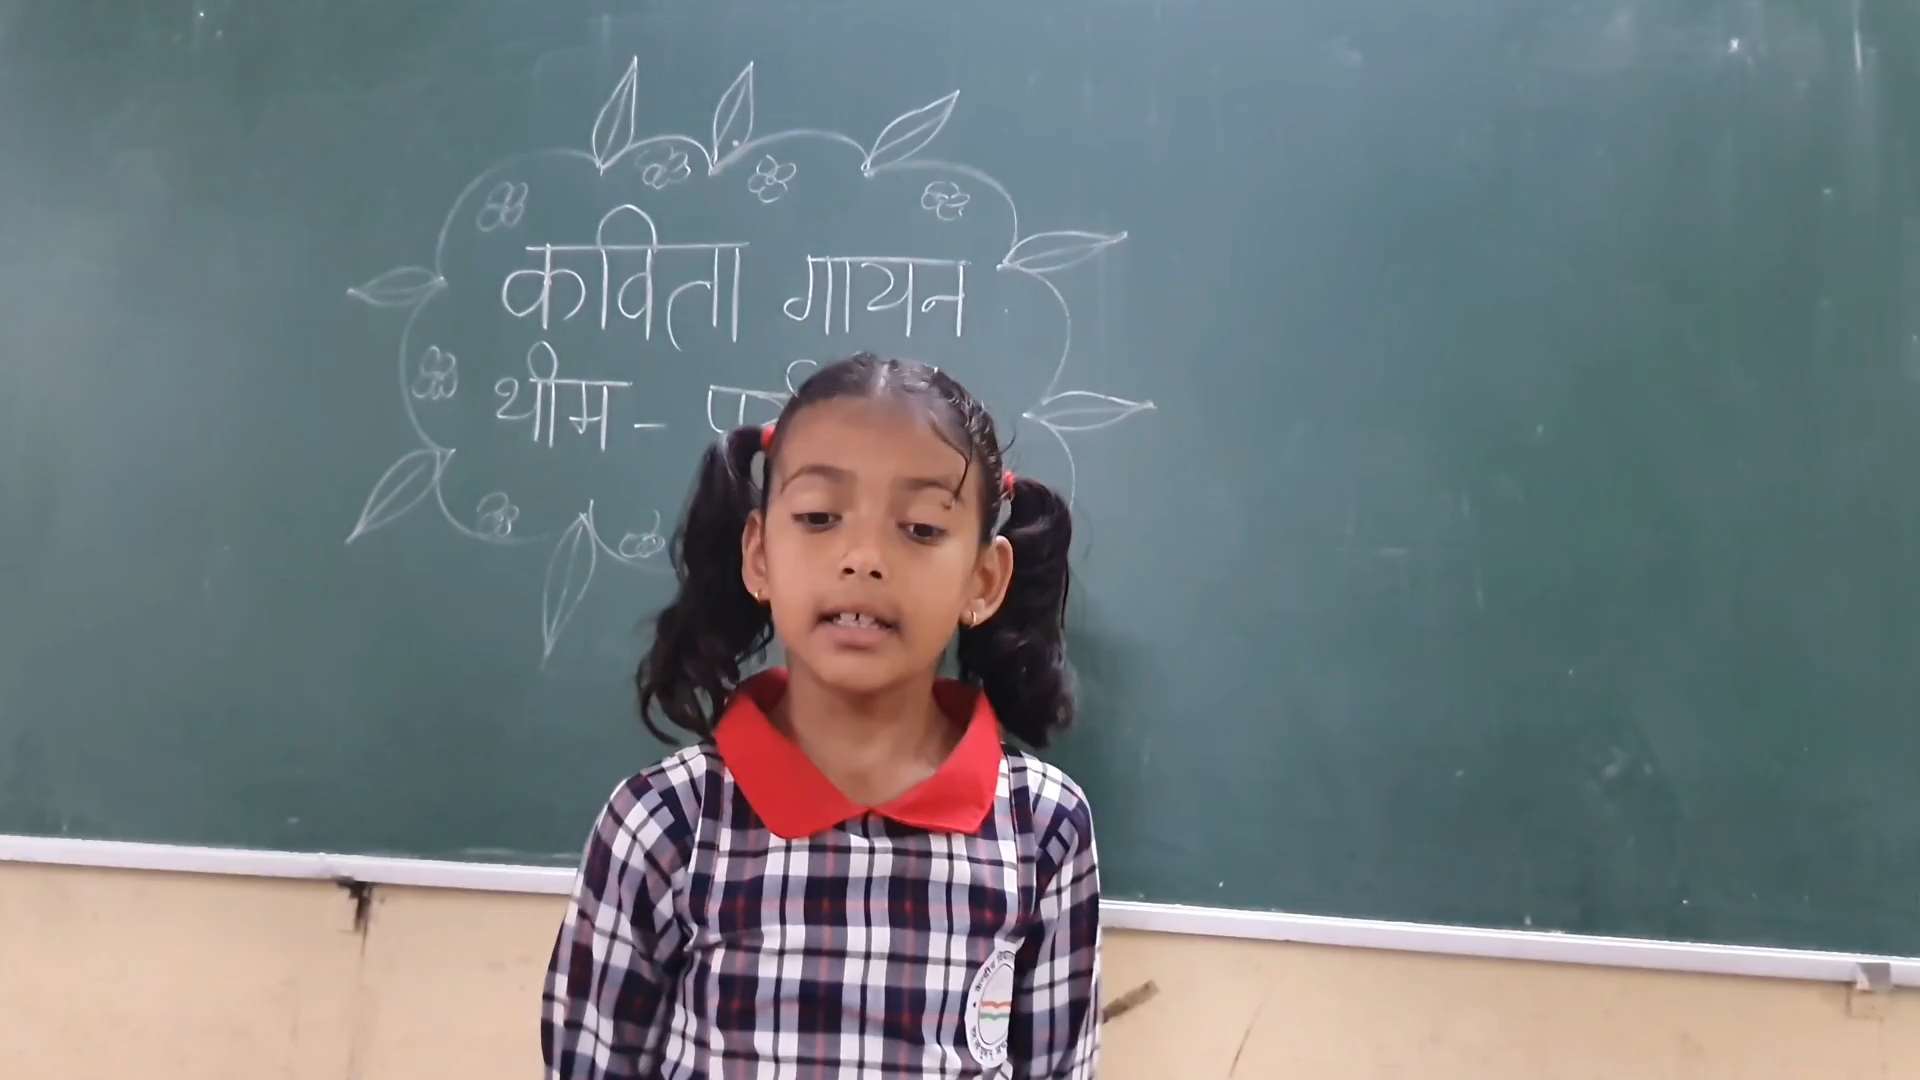 कविता गायन
थीम -